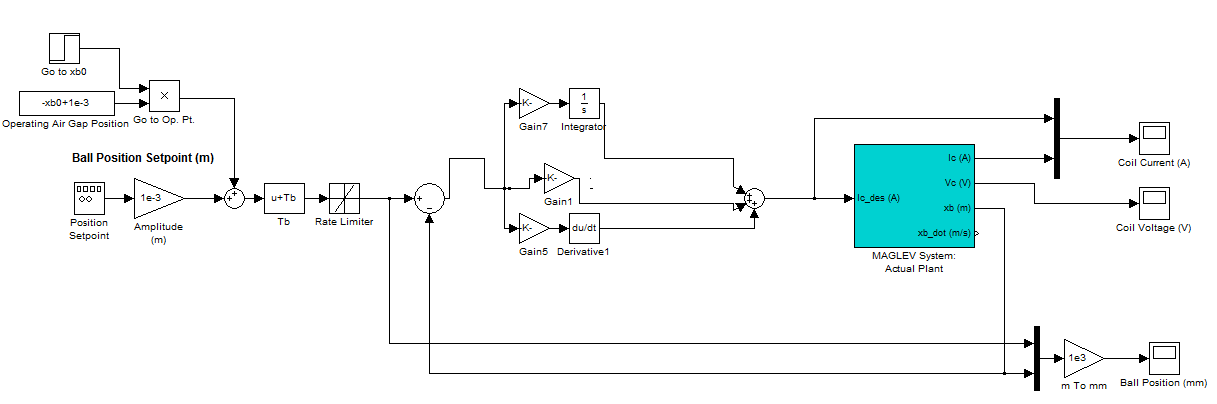 Go to xb0
-xb0+1e-3
Operating Air Gap Position
×
Go to Op. Pt.
Ball Position Setpoint (m)
Position
Setpoint
1e-3
Amplitude
(m)
+
+
u+Tb
Tb
Rate Limiter
+
−
-K-
Gain7
1
s
Integrator
-K-
Gain1
-K-
Gain5
du/dt
Derivative1
+
+
+
Ic_des (A)
Ic (A)
Vc (V)
xb (m)
xb_dot (m/s)
MAGLEV System:
Actual Plant
Coil Current (A)
Coil Voltage (V)
1e3
m To mm
Ball Position (mm)